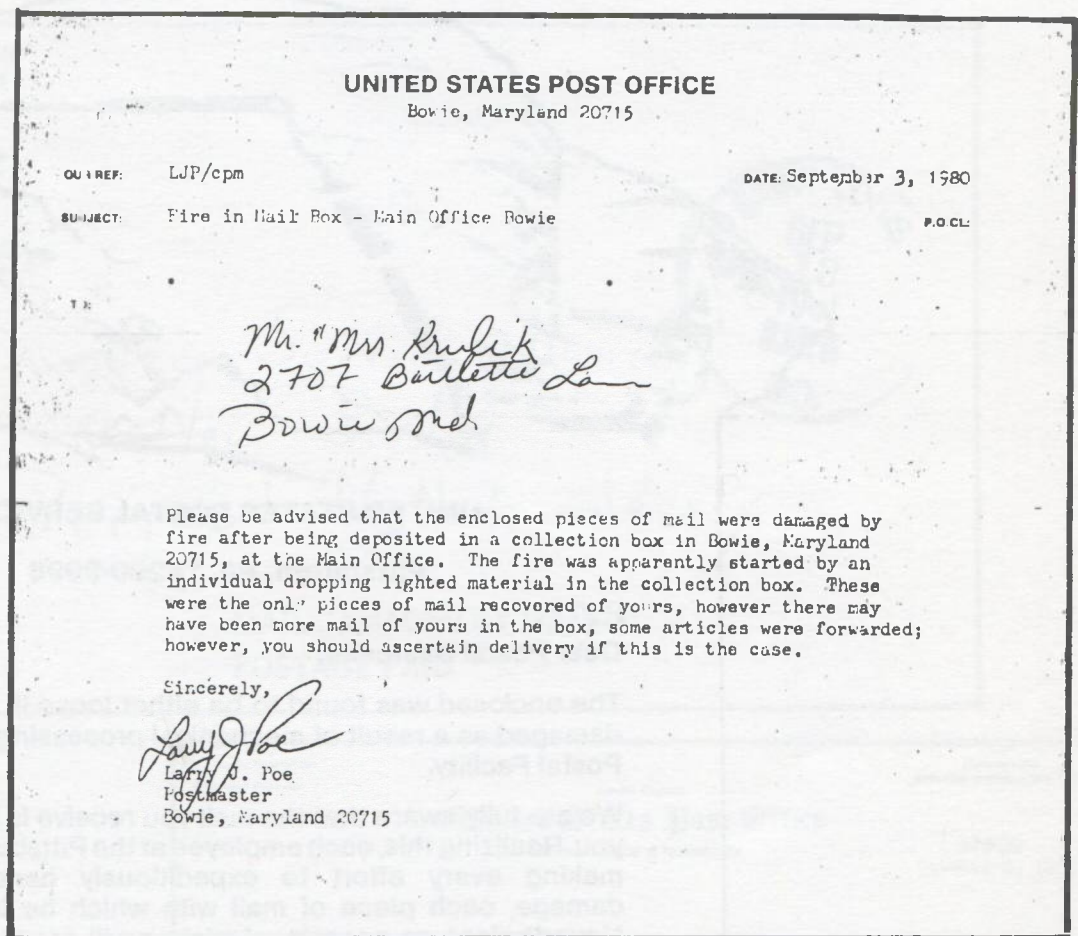 UNITED STATES POST OFFICE
Bowie, Maryland 20715
OUR REF: LJP/cpm DATE: September 3, 1980
SUBJECT: Fire in Mail Box - Main Office Bowie P.O.CL:
TO:
Mr. "Mrs. Krulik
2707 Bartlette Ln
Bowie Md.
Please be advised that the enclosed pieces of mail were damaged by
fire after being deposited in a collection box in Bowie, Maryland
20715, at the Main Office. The fire was apparently started by an
individual dropping lighted material in the collection box. These
were the only pieces of mail recovered of yours, however there may
have been more mail of yours in the box, some articles were forwarded;
however, you should ascertain delivery if this is the case.
Sincerely,
Larry J Poe
Larry J. Poe
Postmaster
Bowie, Maryland 20715